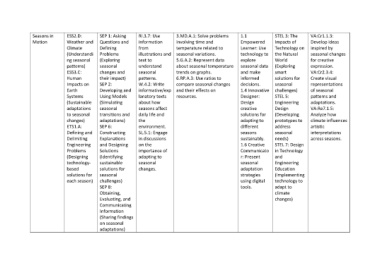 Seasons in Motion
ESS2.D: Weather and Climate (Understanding seasonal patterns)
ESS3.C: Human Impacts on Earth Systems (Sustainable adaptations to seasonal changes)
ETS1.A: Defining and Delimiting Engineering Problems (Designing technology-based solutions for each season)
SEP 1: Asking Questions and Defining Problems (Exploring seasonal changes and their impact)
SEP 2: Developing and Using Models (Simulating seasonal transitions and adaptations)
SEP 6: Constructing Explanations and Designing Solutions (Identifying sustainable solutions for seasonal challenges)
SEP 8: Obtaining, Evaluating, and Communicating Information (Sharing findings on seasonal adaptations)
RI.3.7: Use information from illustrations and text to understand seasonal patterns.
W.4.2: Write informative/explanatory texts about how seasons affect daily life and the environment.
SL.5.1: Engage in discussions on the importance of adapting to seasonal changes.
3.MD.A.1: Solve problems involving time and temperature related to seasonal variations.
5.G.A.2: Represent data about seasonal temperature trends on graphs.
6.RP.A.3: Use ratios to compare seasonal changes and their effects on resources.
1.1 Empowered Learner: Use technology to explore seasonal data and make informed decisions.
1.4 Innovative Designer: Design creative solutions for adapting to different seasons sustainably.
1.6 Creative Communicator: Present seasonal adaptation strategies using digital tools.
STEL 3: The Impacts of Technology on the Natural World (Exploring smart solutions for seasonal challenges)
STEL 5: Engineering Design (Developing prototypes to address seasonal needs)
STEL 7: Design in Technology and Engineering Education (Implementing technology to adapt to climate changes)
VA:Cr1.1.3: Develop ideas inspired by seasonal changes for creative expression.
VA:Cr2.3.4: Create visual representations of seasonal patterns and adaptations.
VA:Re7.1.5: Analyze how climate influences artistic interpretations across seasons.